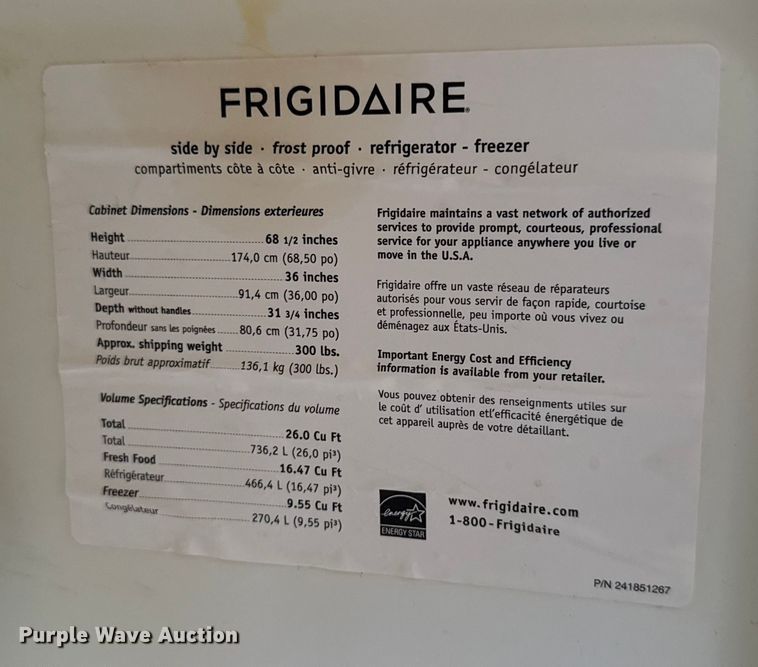 FRIGIDAIRE
side by side · frost proof · refrigerator - freezer
compartiments côte à côte · anti-givre · réfrigérateur - congélateur
Cabinet Dimensions - Dimensions exterieures
Height ........ 68 1/2 inches
Hauteur ........ 174,0 cm (68,50 po)
Width ........ 36 inches
Largeur ........ 91,4 cm (36,00 po)
Depth without handles ........ 31 3/4 inches
Profondeur sans les poignées ........ 80,6 cm (31,75 po)
Approx. shipping weight ........ 300 lbs.
Poids brut approximatif ........ 136,1 kg (300 lbs.)
Volume Specifications - Specifications du volume
Total ........ 26.0 Cu Ft
Total ........ 736,2 L (26,0 pi³)
Fresh Food ........ 16.47 Cu Ft
Réfrigérateur ........ 466,4 L (16,47 pi³)
Freezer ........ 9.55 Cu Ft
Congélateur ........ 270,4 L (9,55 pi³)
Frigidaire maintains a vast network of authorized
services to provide prompt, courteous, professional
service for your appliance anywhere you live or
move in the U.S.A.
Frigidaire offre un vaste réseau de réparateurs
autorisés pour vous servir de façon rapide, courtoise
et professionnelle, peu importe où vous vivez ou
déménagez aux États-Unis.
Important Energy Cost and Efficiency
information is available from your retailer.
Vous pouvez obtenir des renseignments utiles sur
le coût d' utilisation etl'efficacité énergétique de
cet appareil auprès de votre détaillant.
energy
ENERGY STAR
www.frigidaire.com
1-800-Frigidaire
P/N 241851267
Purple Wave Auction